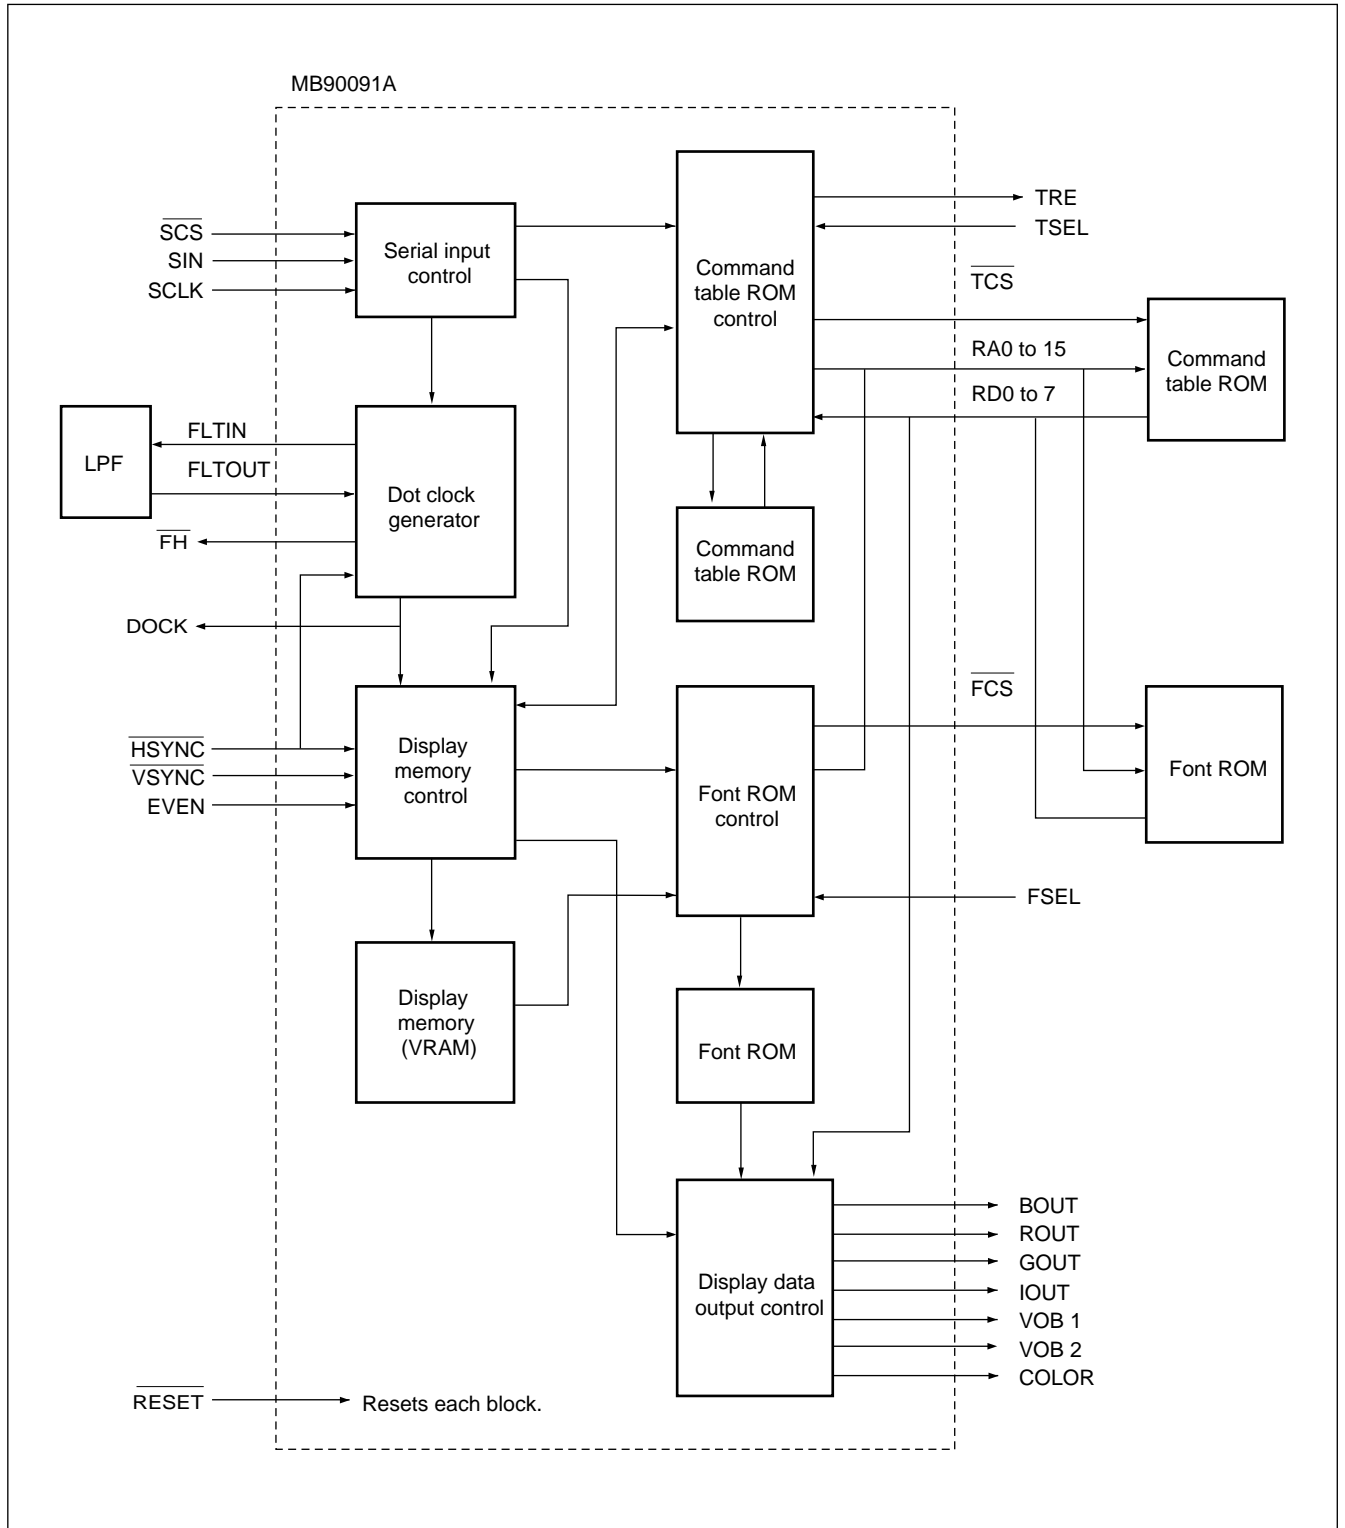 MB90091A
SCS
SIN
SCLK
Serial input
control
Command
table ROM
control
TRE
TSEL
TCS
RA0 to 15
RD0 to 7
Command
table ROM
LPF
FLTIN
FLTOUT
FH
Dot clock
generator
Command
table ROM
DOCK
HSYNC
VSYNC
EVEN
Display
memory
control
Font ROM
control
FCS
Font ROM
FSEL
Display
memory
(VRAM)
Font ROM
Display data
output control
BOUT
ROUT
GOUT
IOUT
VOB 1
VOB 2
COLOR
RESET
Resets each block.